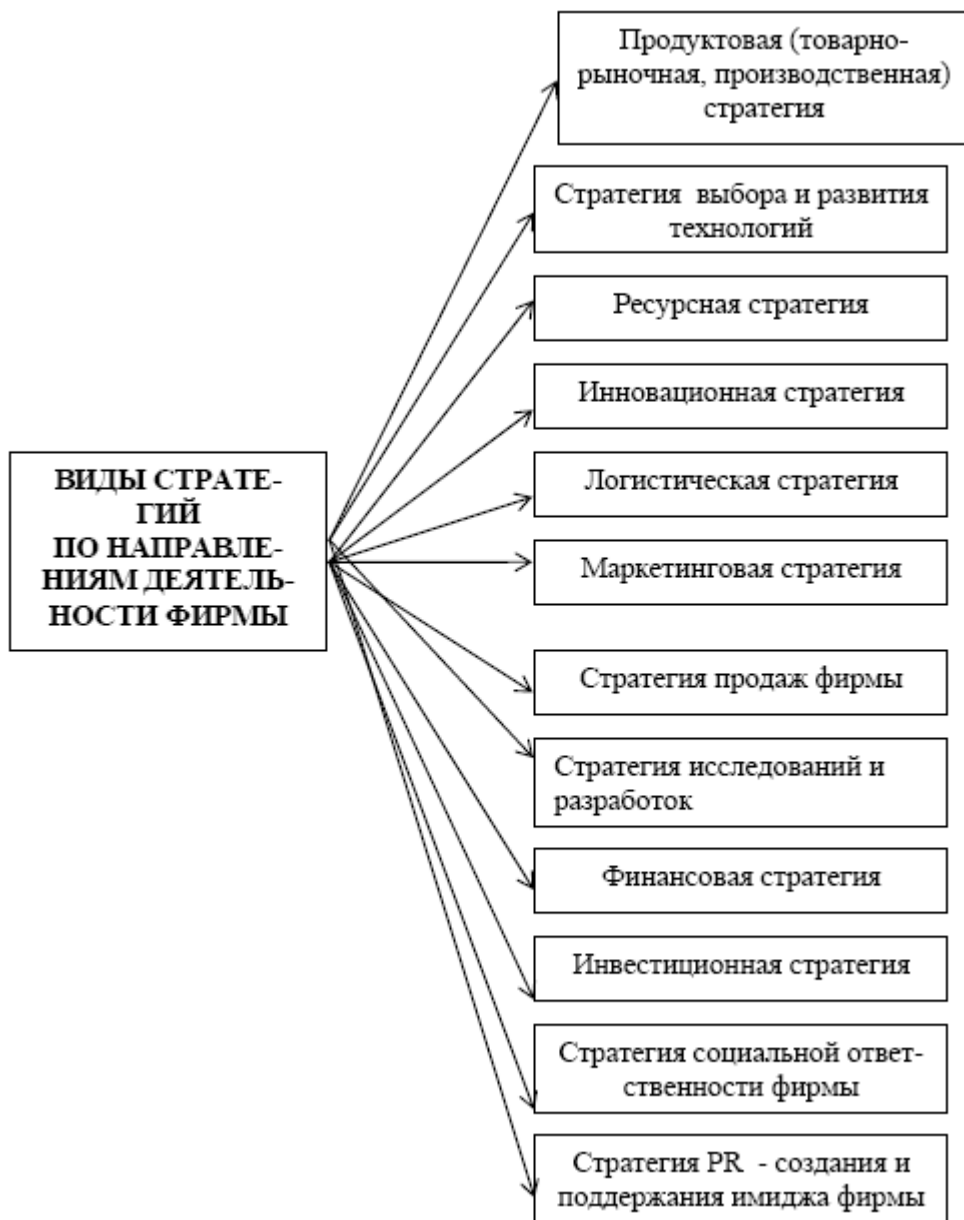 Продуктовая (товарно-
рыночная, производственная)
стратегия
Стратегия выбора и развития
технологий
Ресурсная стратегия
Инновационная стратегия
ВИДЫ СТРАТЕ-
ГИЙ
ПО НАПРАВЛЕ-
НИЯМ ДЕЯТЕЛЬ-
НОСТИ ФИРМЫ
Логистическая стратегия
Маркетинговая стратегия
Стратегия продаж фирмы
Стратегия исследований и
разработок
Финансовая стратегия
Инвестиционная стратегия
Стратегия социальной ответ-
ственности фирмы
Стратегия PR - создания и
поддержания имиджа фирмы